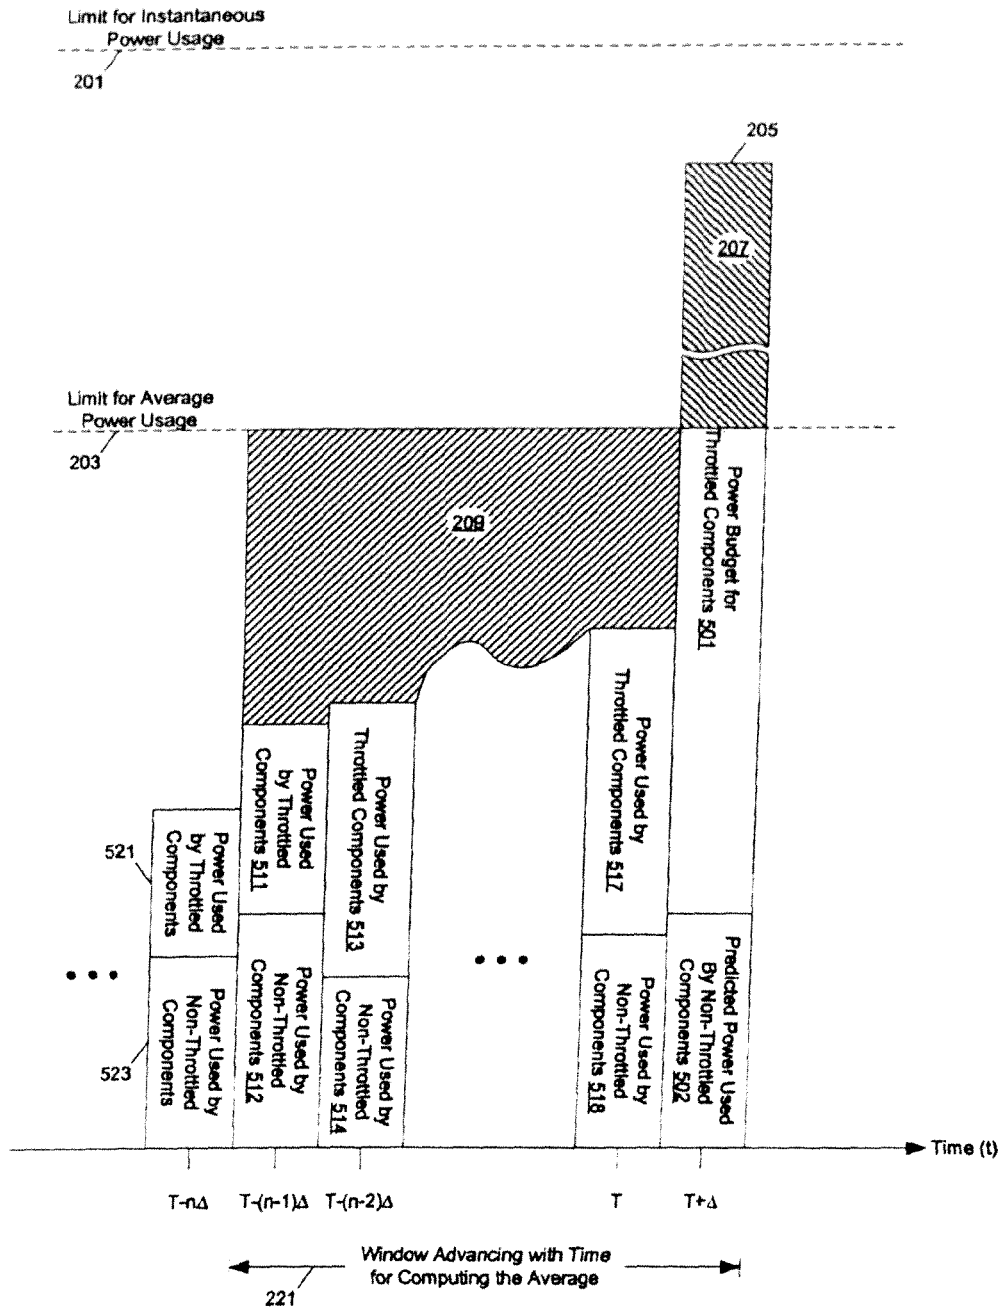 Limit for Instantaneous
Power Usage
201
205
207
Limit for Average
Power Usage
203
209
Power Budget for
Throttled Components 501
Power Used by
Throttled Components 517
Power Used by
Throttled Components 513
Power Used
by Throttled
Components 511
Power Used
by Throttled
Components
521
Predicted Power Used
By Non-Throttled
Components 502
Power Used by
Non-Throttled
Components 518
Power Used by
Non-Throttled
Components 514
Power Used by
Non-Throttled
Components 512
Power Used by
Non-Throttled
Components
523
• • •
• • •
Time (t)
T-nΔ
T-(n-1)Δ
T-(n-2)Δ
T
T+Δ
Window Advancing with Time
for Computing the Average
221